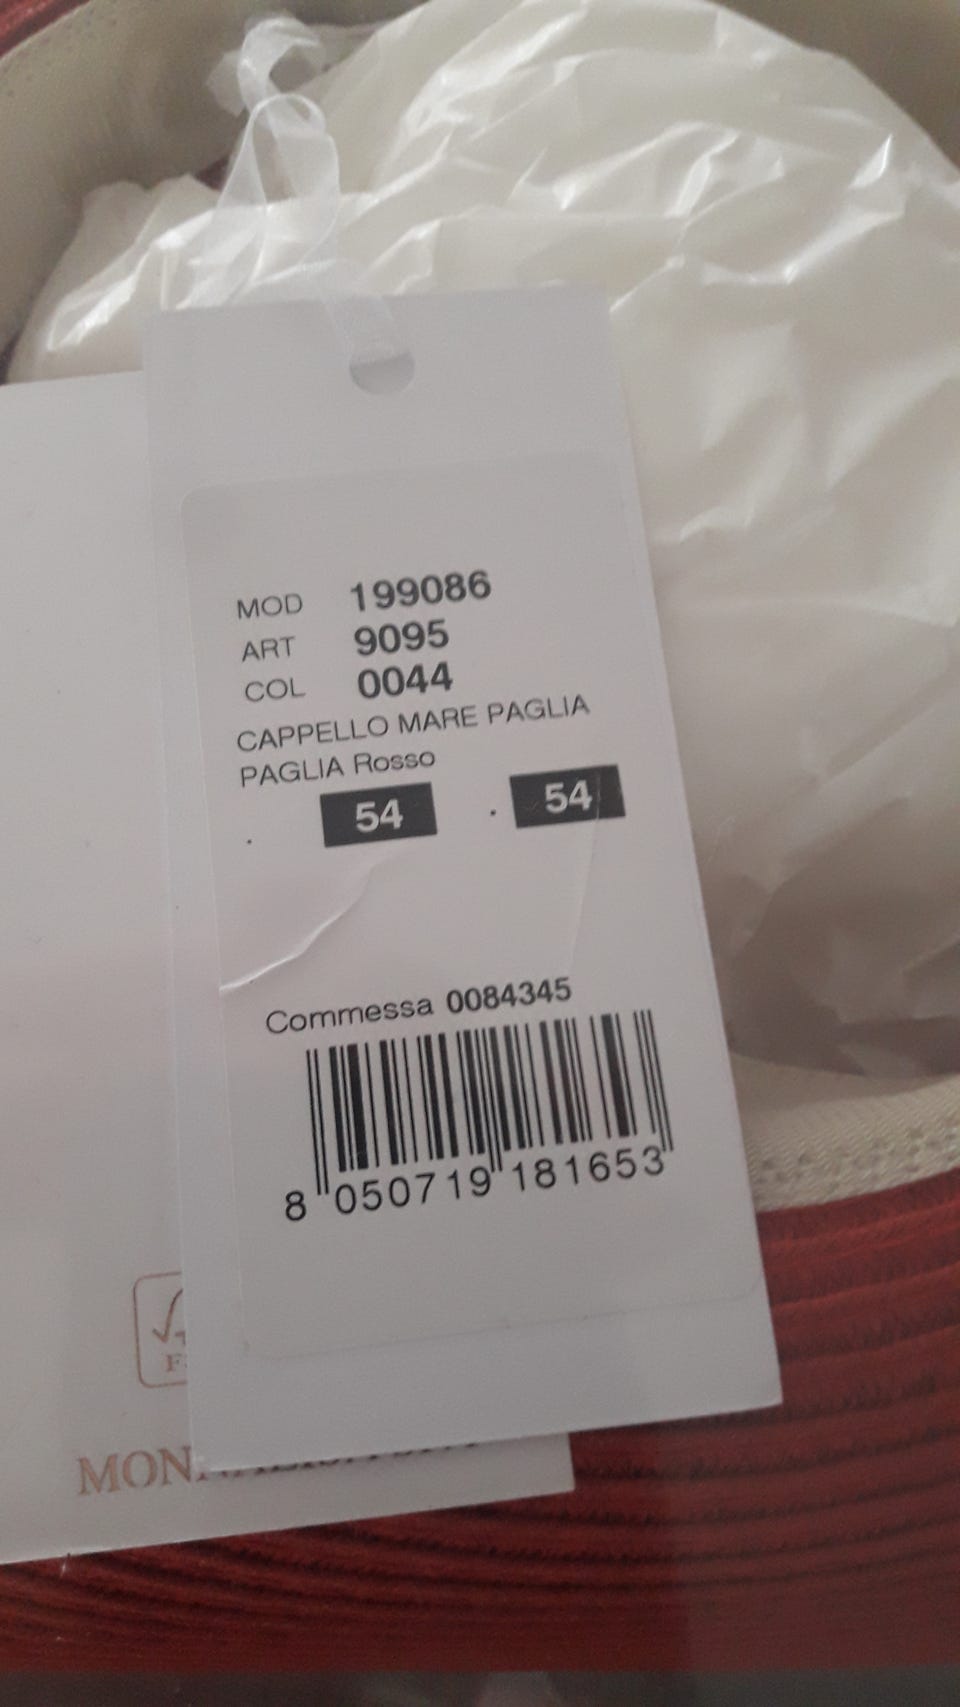 MOD 199086
ART 9095
COL 0044
CAPPELLO MARE PAGLIA
PAGLIA Rosso
. 54 . 54
Commessa 0084345
8 050719 181653